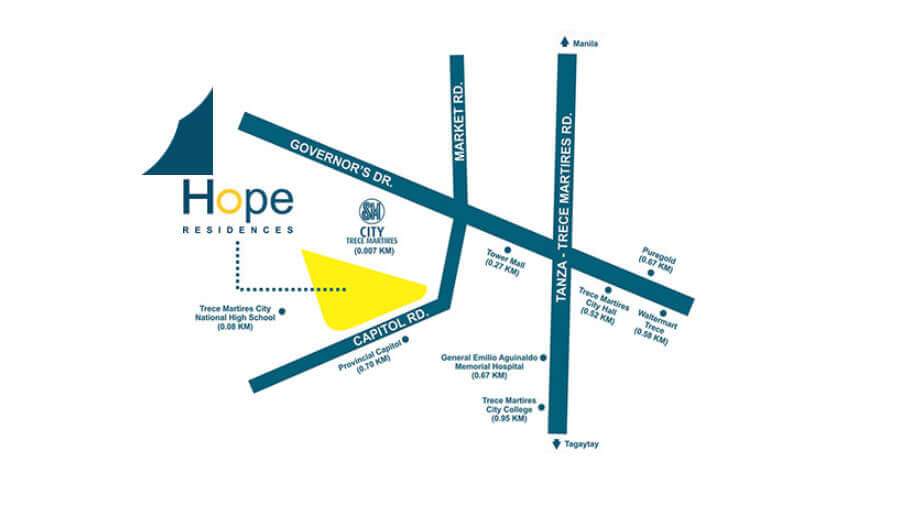 Manila
MARKET RD.
TANZA - TRECE MARTIRES RD.
GOVERNOR'S DR.
Hope
RESIDENCES
SM
CITY
TRECE MARTIRES
(0.007 KM)
Tower Mall
(0.27 KM)
Puregold
(0.67 KM)
Trece Martires
City Hall
(0.52 KM)
Waltermart
Trece
(0.58 KM)
Trece Martires City
National High School
(0.08 KM)
CAPITOL RD.
Provincial Capitol
(0.70 KM)
General Emilio Aguinaldo
Memorial Hospital
(0.67 KM)
Trece Martires
City College
(0.95 KM)
Tagaytay